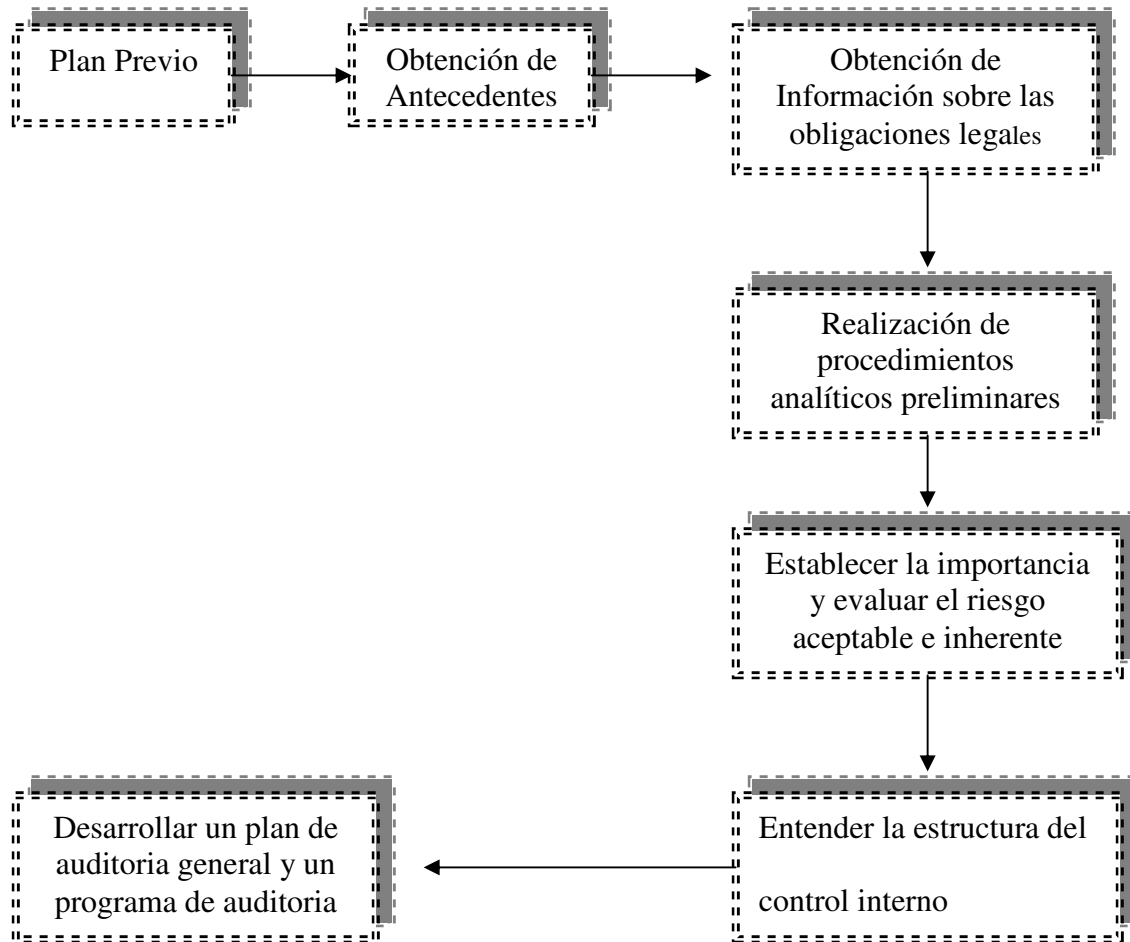 Plan Previo
Obtención de
Antecedentes
Obtención de
Información sobre las
obligaciones legales
Realización de
procedimientos
analíticos preliminares
Establecer la importancia
y evaluar el riesgo
aceptable e inherente
Entender la estructura del
control interno
Desarrollar un plan de
auditoria general y un
programa de auditoria